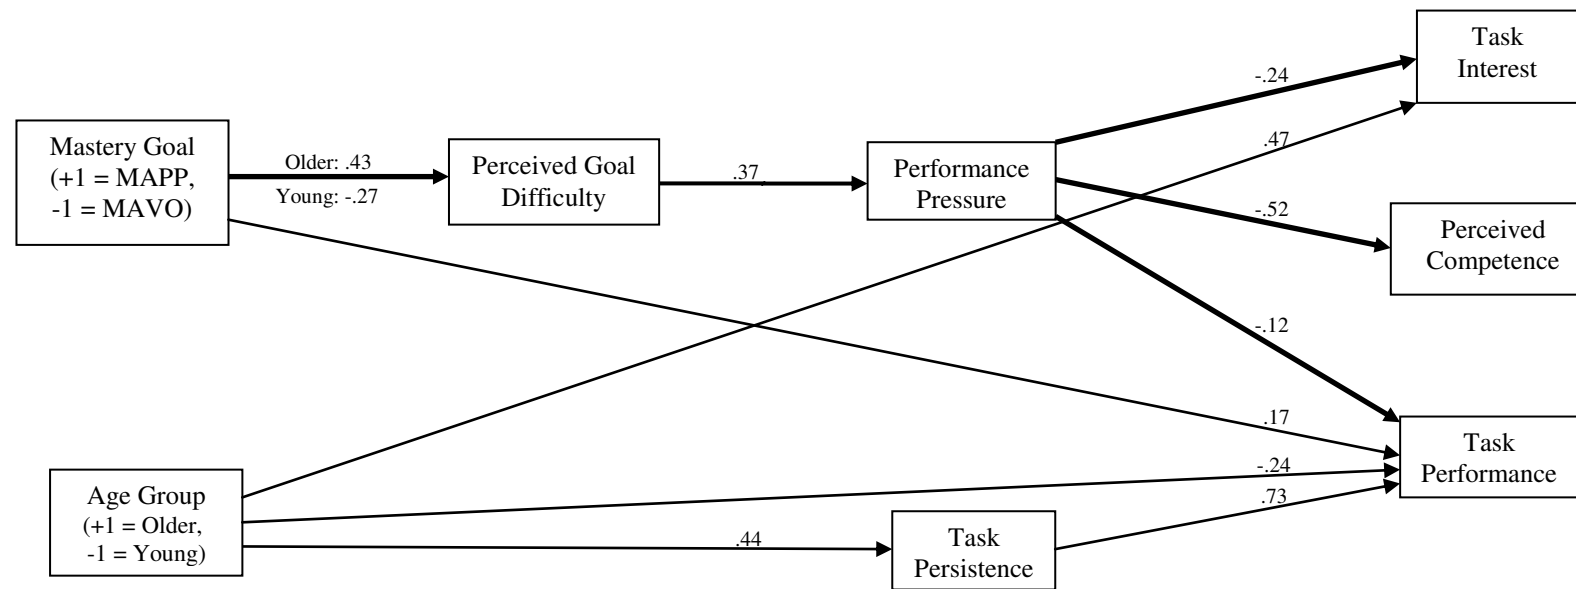 Task
Interest
-.24
.47
Mastery Goal
(+1 = MAPP,
-1 = MAVO)
Older: .43
Young: -.27
Perceived Goal
Difficulty
.37
Performance
Pressure
-.52
Perceived
Competence
-.12
.17
Task
Performance
-.24
.73
Age Group
(+1 = Older,
-1 = Young)
.44
Task
Persistence